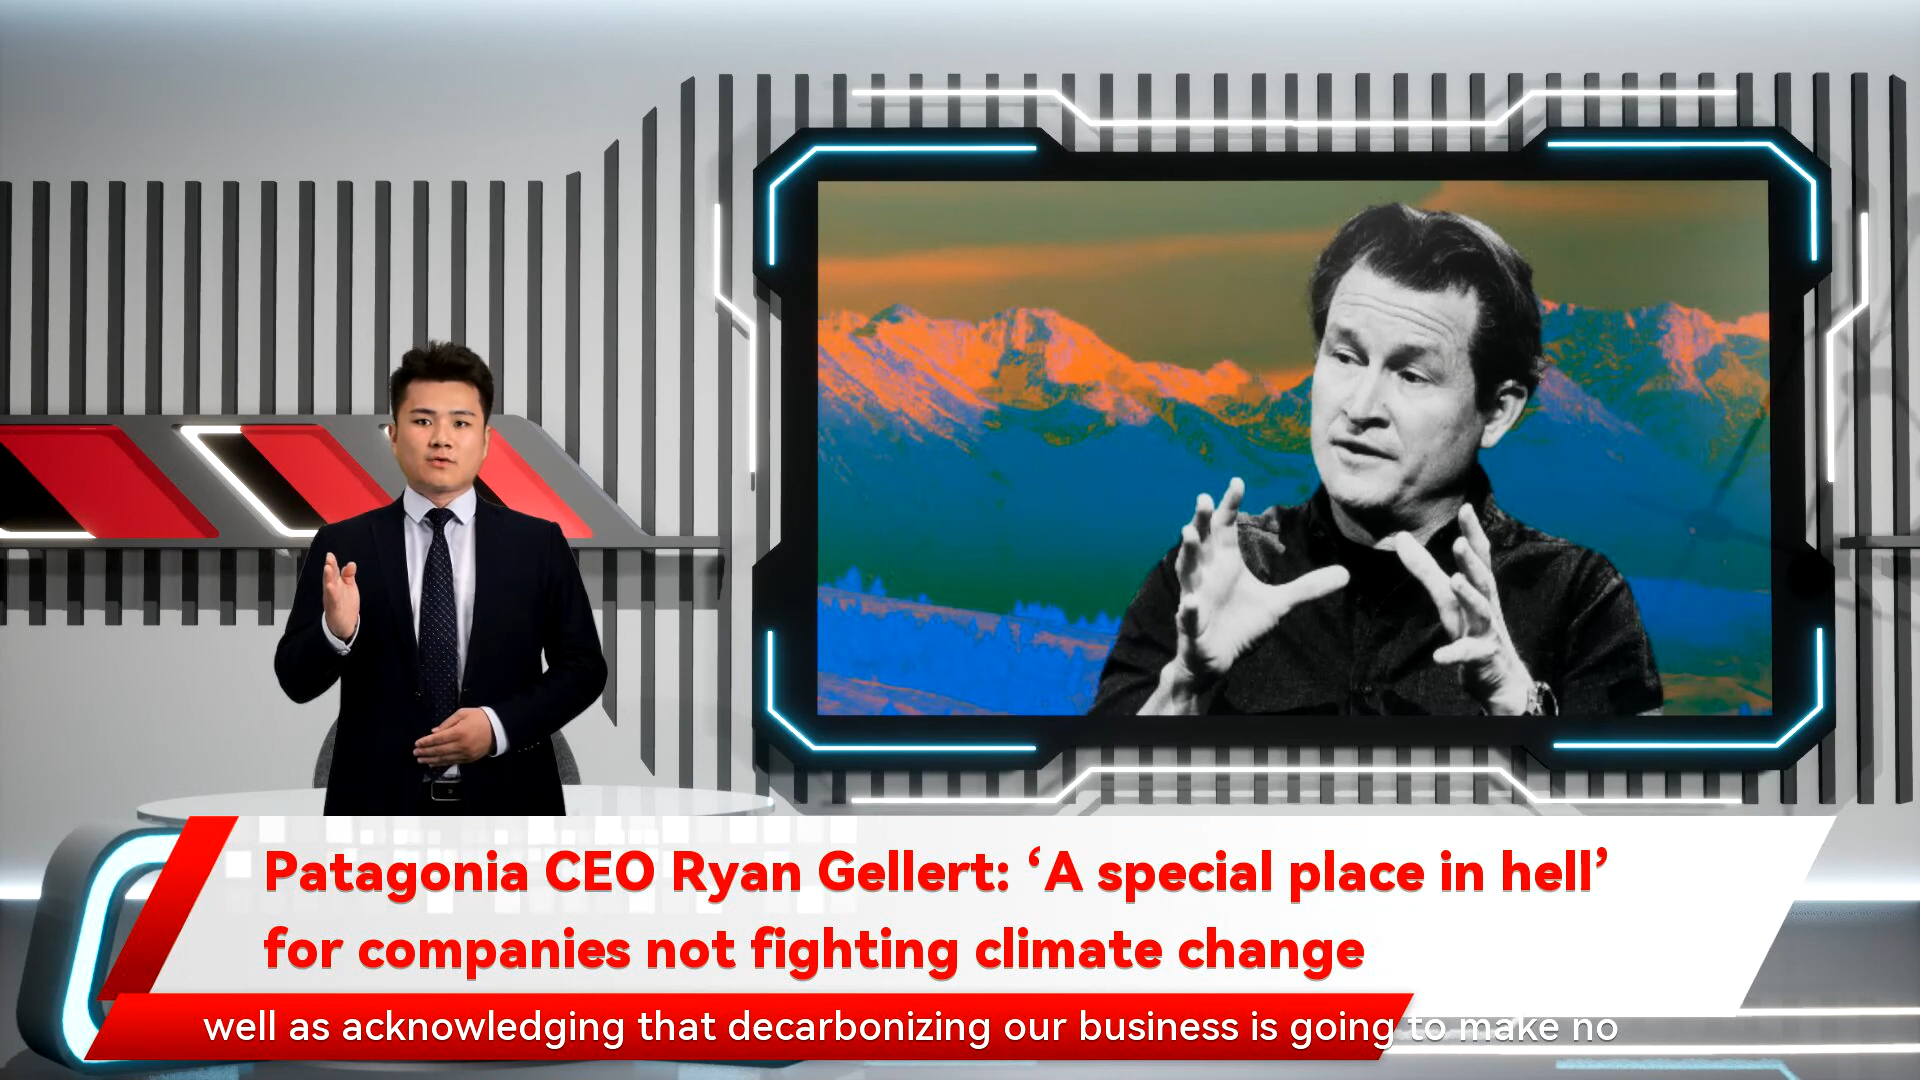 Patagonia CEO Ryan Gellert: ‘A special place in hell’
for companies not fighting climate change
well as acknowledging that decarbonizing our business is going to make no